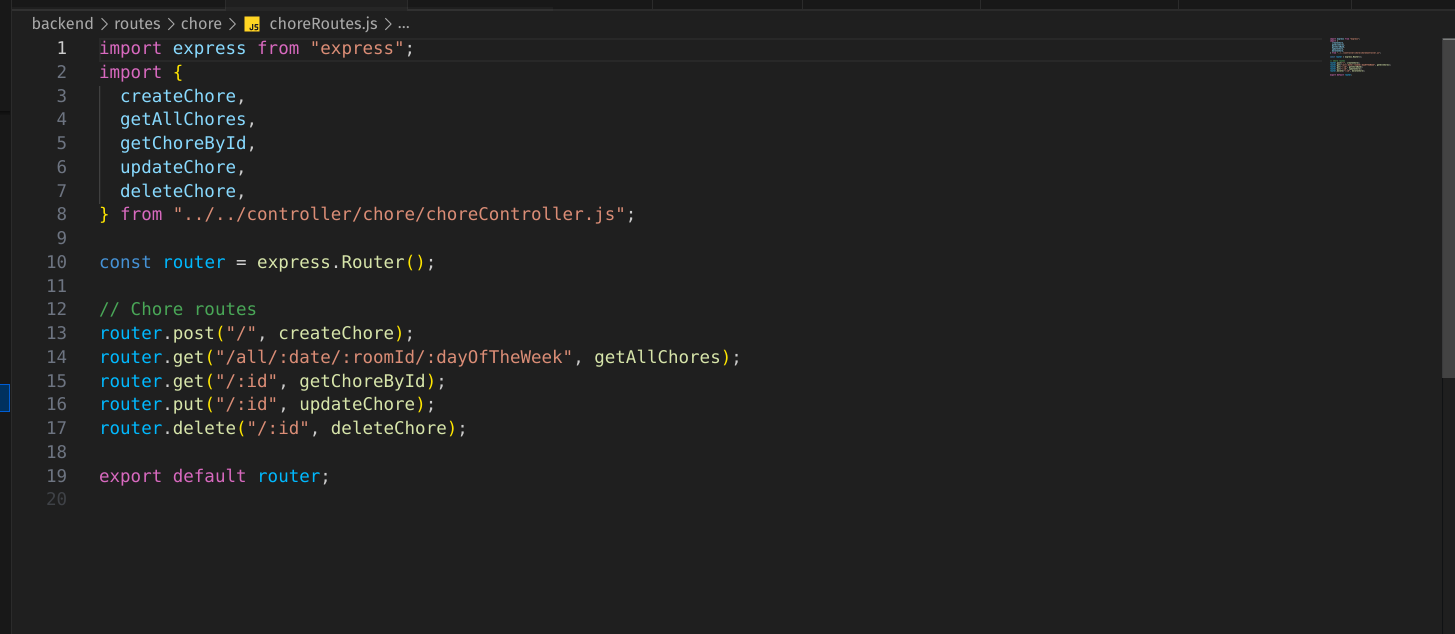 backend > routes > chore > JS choreRoutes.js > ...
1 import express from "express";
2 import {
3   createChore,
4   getAllChores,
5   getChoreById,
6   updateChore,
7   deleteChore,
8 } from "../../controller/chore/choreController.js";
9
10 const router = express.Router();
11
12 // Chore routes
13 router.post("/", createChore);
14 router.get("/all/:date/:roomId/:dayOfTheWeek", getAllChores);
15 router.get("/:id", getChoreById);
16 router.put("/:id", updateChore);
17 router.delete("/:id", deleteChore);
18
19 export default router;
20